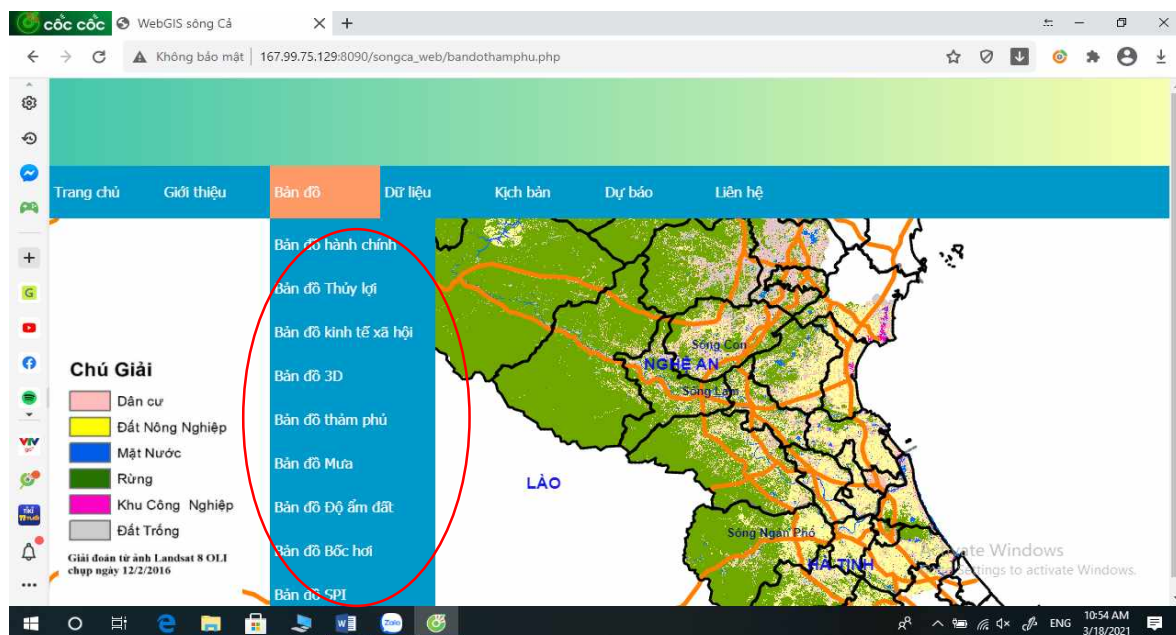 cốc cốc WebGIS sông Cả
Không bảo mật 167.99.75.129:8090/songca_web/bandothamphu.php
Trang chủ Giới thiệu Bản đồ Dữ liệu Kịch bản Dự báo Liên hệ
Bản đồ hành chính
Bản đồ Thủy lợi
Bản đồ kinh tế xã hội
Bản đồ 3D
Bản đồ thảm phủ
Bản đồ Mưa
Bản đồ Độ ẩm đất
Bản đồ Bốc hơi
Bản đồ SPI
Chú Giải
Dân cư
Đất Nông Nghiệp
Mặt Nước
Rừng
Khu Công Nghiệp
Đất Trống
Giải đoán từ ảnh Landsat 8 OLI
chụp ngày 12/2/2016
Sông Con
NGHỆ AN
Sông Lam
LÀO
Sông Ngàn Phố
HÀ TĨNH
Activate Windows
Settings to activate Windows.
G
VTV
tiki
Zalo
ENG
10:54 AM
3/18/2021